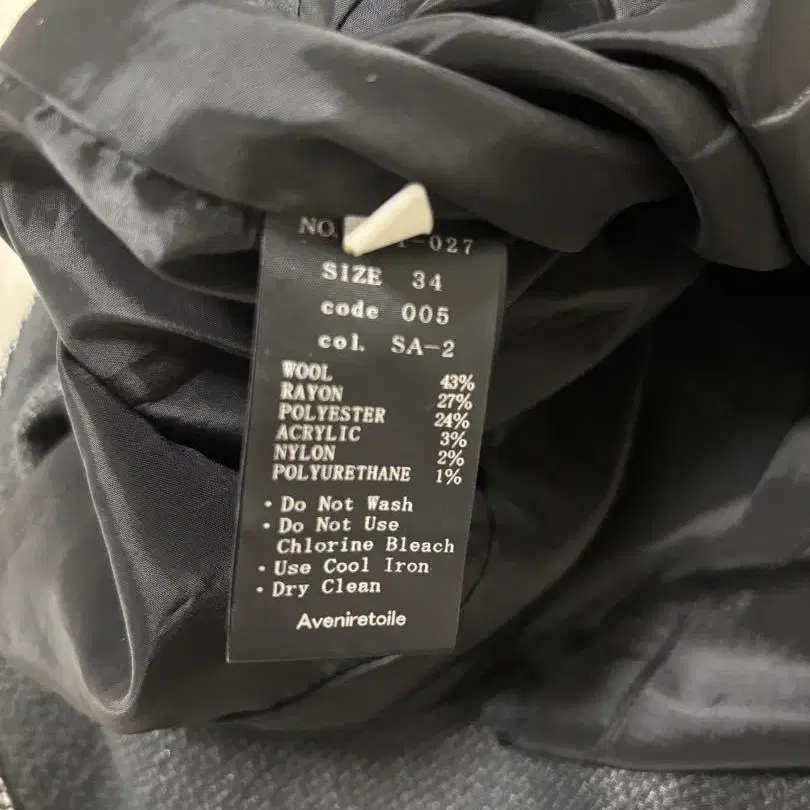 NO. -027
SIZE 34
code 005
col. SA-2
WOOL 43%
RAYON 27%
POLYESTER 24%
ACRYLIC 3%
NYLON 2%
POLYURETHANE 1%
・Do Not Wash
・Do Not Use
Chlorine Bleach
・Use Cool Iron
・Dry Clean
Aveniretoile